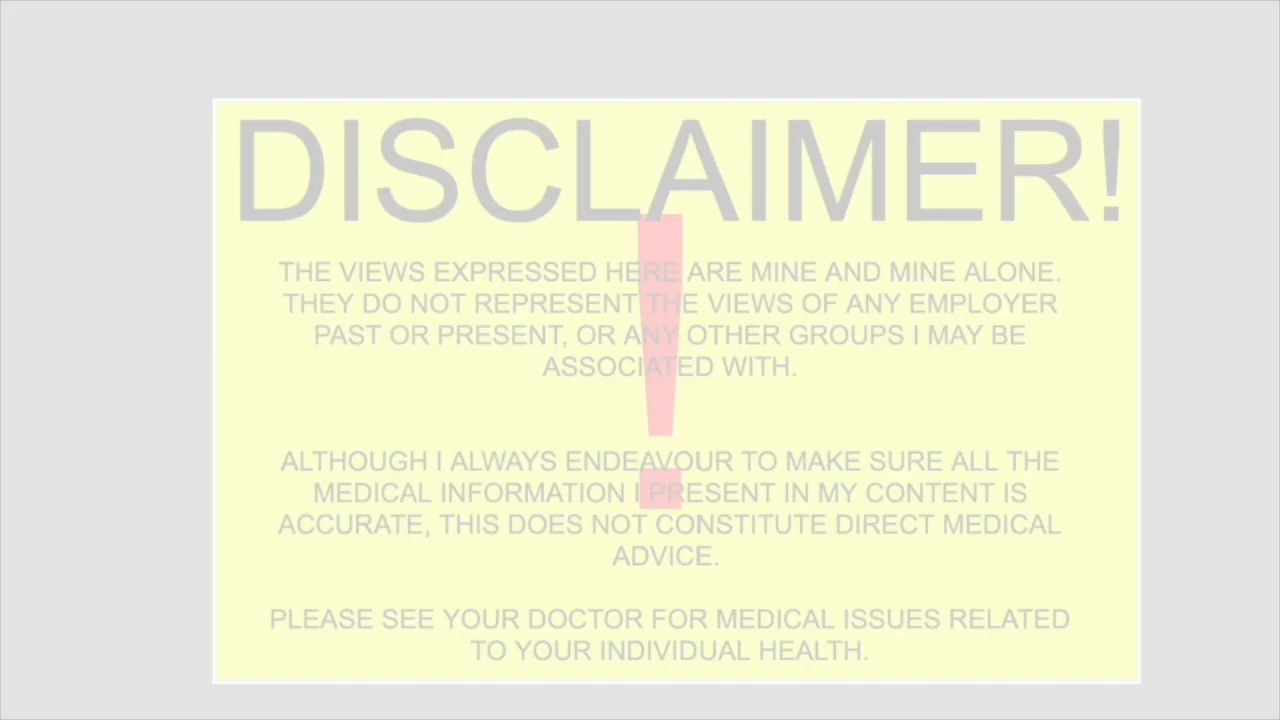 DISCLAIMER!
THE VIEWS EXPRESSED HERE ARE MINE AND MINE ALONE.
THEY DO NOT REPRESENT THE VIEWS OF ANY EMPLOYER
PAST OR PRESENT, OR ANY OTHER GROUPS I MAY BE
ASSOCIATED WITH.
ALTHOUGH I ALWAYS ENDEAVOUR TO MAKE SURE ALL THE
MEDICAL INFORMATION I PRESENT IN MY CONTENT IS
ACCURATE, THIS DOES NOT CONSTITUTE DIRECT MEDICAL
ADVICE.
PLEASE SEE YOUR DOCTOR FOR MEDICAL ISSUES RELATED
TO YOUR INDIVIDUAL HEALTH.